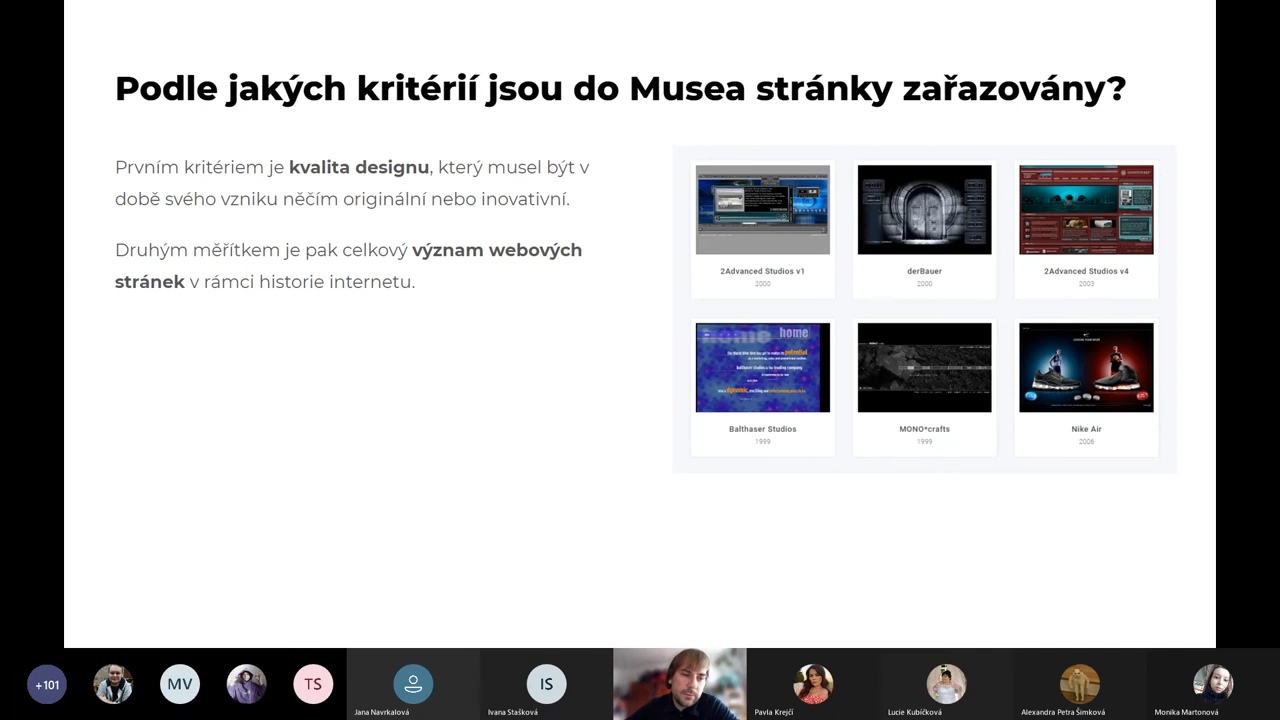 Podle jakých kritérií jsou do Musea stránky zařazovány?
Prvním kritériem je kvalita designu, který musel být v
době svého vzniku něčím originální nebo inovativní.
Druhým měřítkem je pak celkový význam webových
stránek v rámci historie internetu.
2Advanced Studios v1
2000
derBauer
2000
2Advanced Studios v4
2003
home
potential
dynamic
Balthaser Studios
1999
MONO*crafts
1999
Nike Air
2006
+101
MV
TS
Jana Navrkalová
IS
Ivana Stašková
Pavla Krejčí
Lucie Kubíčková
Alexandra Petra Šimková
Monika Martonová